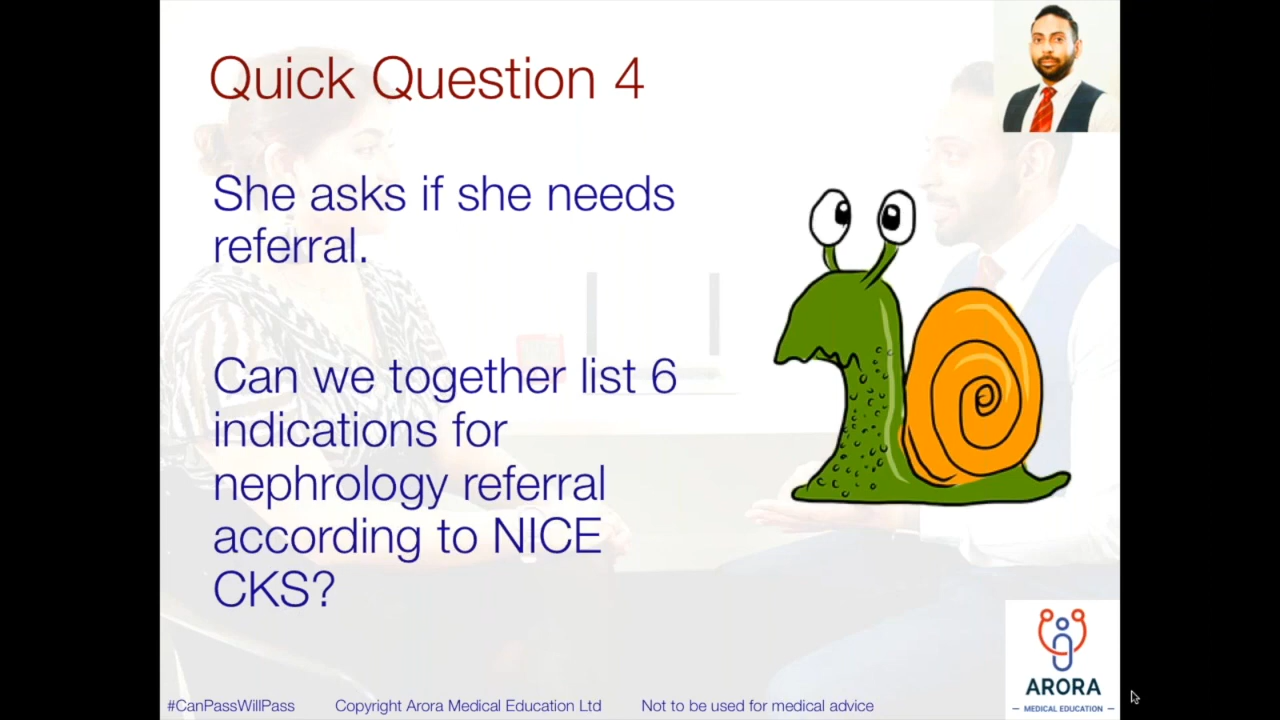 Quick Question 4
She asks if she needs
referral.
Can we together list 6
indications for
nephrology referral
according to NICE
CKS?
ARORA
MEDICAL EDUCATION
#CanPassWillPass
Copyright Arora Medical Education Ltd
Not to be used for medical advice